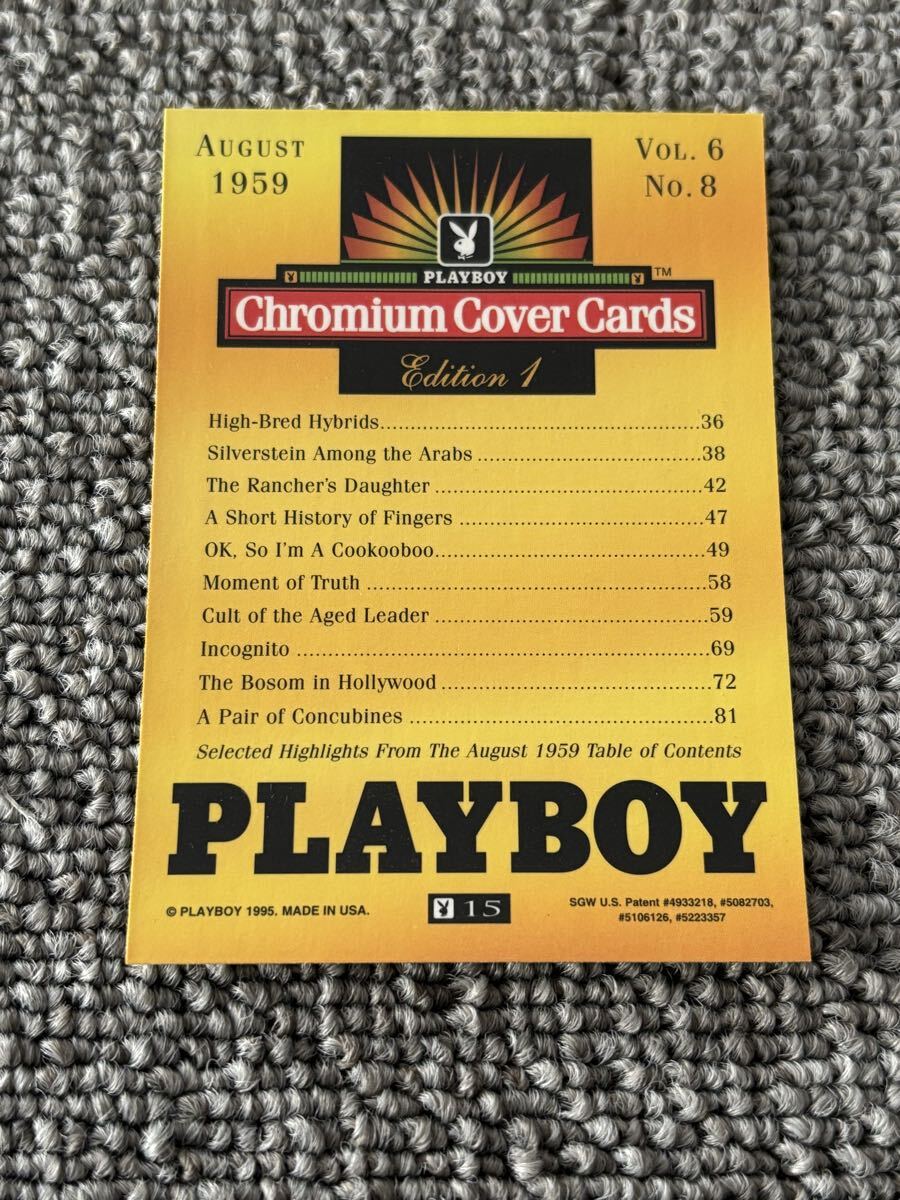 AUGUST
1959
VOL. 6
NO. 8
PLAYBOY
TM
Chromium Cover Cards
Edition 1
High-Bred Hybrids..................................................36
Silverstein Among the Arabs ...................................38
The Rancher's Daughter ..........................................42
A Short History of Fingers ......................................47
OK, So I'm A Cookooboo..........................................49
Moment of Truth .....................................................58
Cult of the Aged Leader ...........................................59
Incognito ................................................................69
The Bosom in Hollywood .........................................72
A Pair of Concubines ...............................................81
Selected Highlights From The August 1959 Table of Contents
PLAYBOY
© PLAYBOY 1995. MADE IN USA.
15
SGW U.S. Patent #4933218, #5082703,
#5106126, #5223357